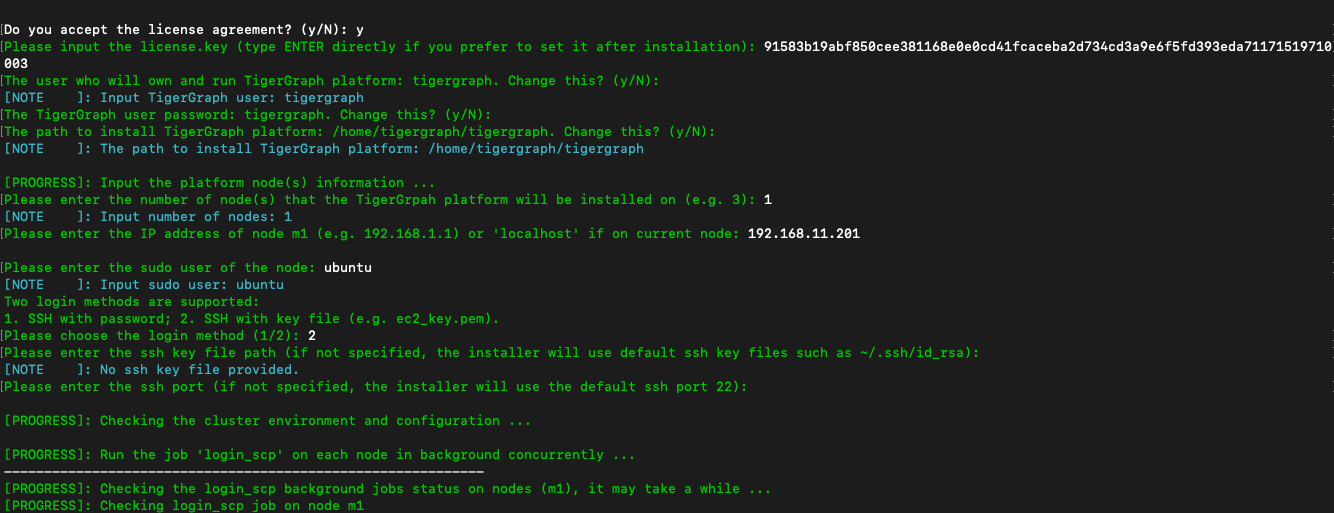 [Do you accept the license agreement? (y/N): y
[Please input the license.key (type ENTER directly if you prefer to set it after installation): 91583b19abf850cee381168e0e0cd41fcaceba2d734cd3a9e6f5fd393eda71171519710
003
[The user who will own and run TigerGraph platform: tigergraph. Change this? (y/N):
[NOTE    ]: Input TigerGraph user: tigergraph
[The TigerGraph user password: tigergraph. Change this? (y/N):
[The path to install TigerGraph platform: /home/tigergraph/tigergraph. Change this? (y/N):
[NOTE    ]: The path to install TigerGraph platform: /home/tigergraph/tigergraph
[PROGRESS]: Input the platform node(s) information ...
[Please enter the number of node(s) that the TigerGrpah platform will be installed on (e.g. 3): 1
[NOTE    ]: Input number of nodes: 1
[Please enter the IP address of node m1 (e.g. 192.168.1.1) or 'localhost' if on current node: 192.168.11.201
[Please enter the sudo user of the node: ubuntu
[NOTE    ]: Input sudo user: ubuntu
Two login methods are supported:
1. SSH with password; 2. SSH with key file (e.g. ec2_key.pem).
[Please choose the login method (1/2): 2
[Please enter the ssh key file path (if not specified, the installer will use default ssh key files such as ~/.ssh/id_rsa):
[NOTE    ]: No ssh key file provided.
[Please enter the ssh port (if not specified, the installer will use the default ssh port 22):
[PROGRESS]: Checking the cluster environment and configuration ...
[PROGRESS]: Run the job 'login_scp' on each node in background concurrently ...
------------------------------------------------------------
[PROGRESS]: Checking the login_scp background jobs status on nodes (m1), it may take a while ...
[PROGRESS]: Checking login_scp job on node m1